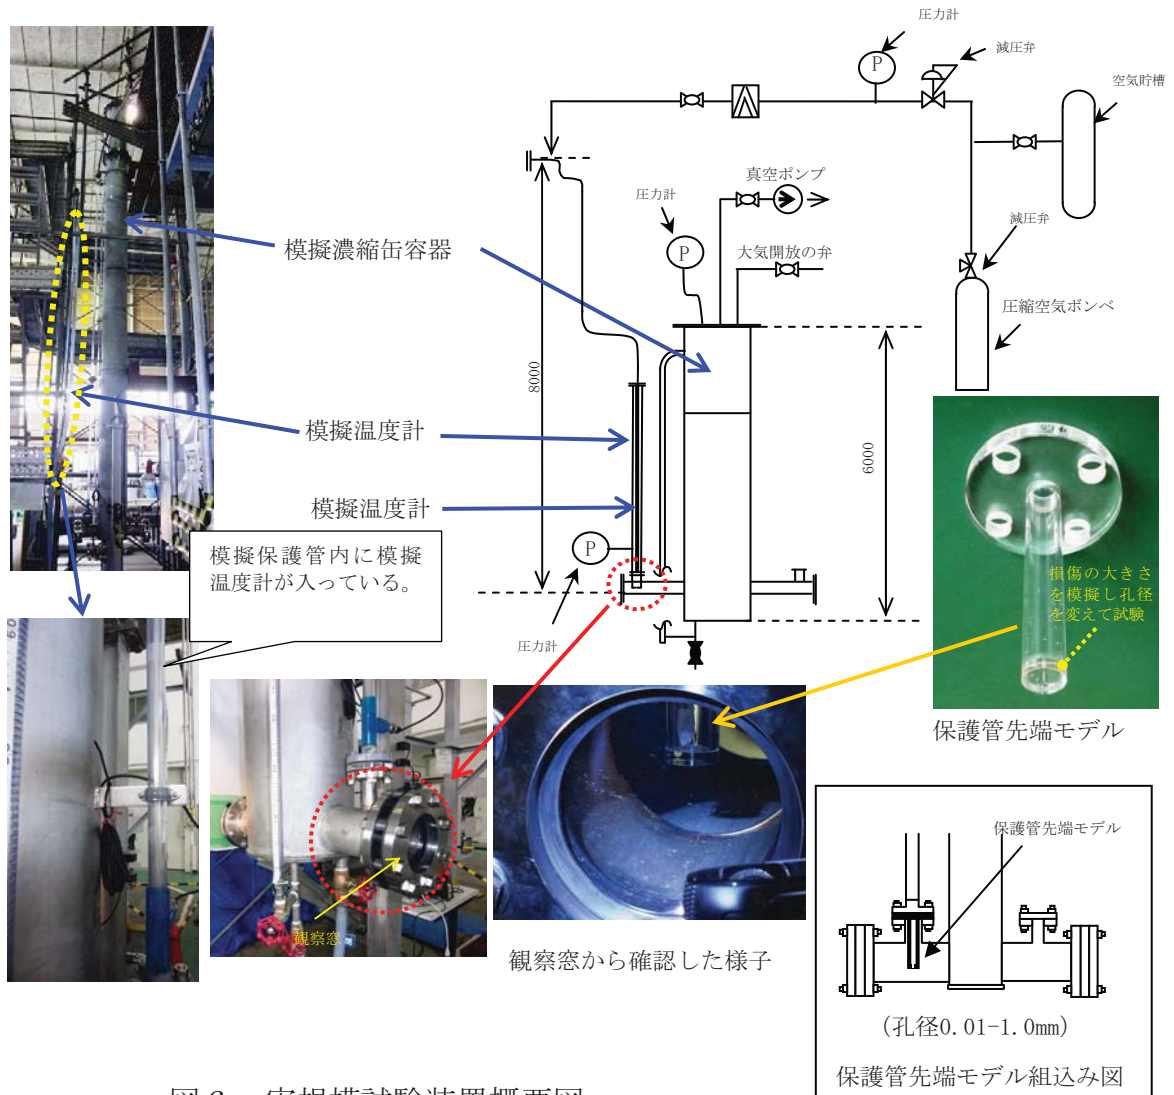 圧力計
減圧弁
P
空気貯槽
真空ポンプ
圧力計
減圧弁
模擬濃縮缶容器
P
大気開放の弁
圧縮空気ボンベ
8000
模擬温度計
6000
模擬温度計
P
模擬保護管内に模擬
温度計が入っている。
損傷の大きさ
を模擬し孔径
を変えて試験
圧力計
60
保護管先端モデル
観察窓
観察窓から確認した様子
保護管先端モデル
(孔径0.01-1.0mm)
保護管先端モデル組込み図